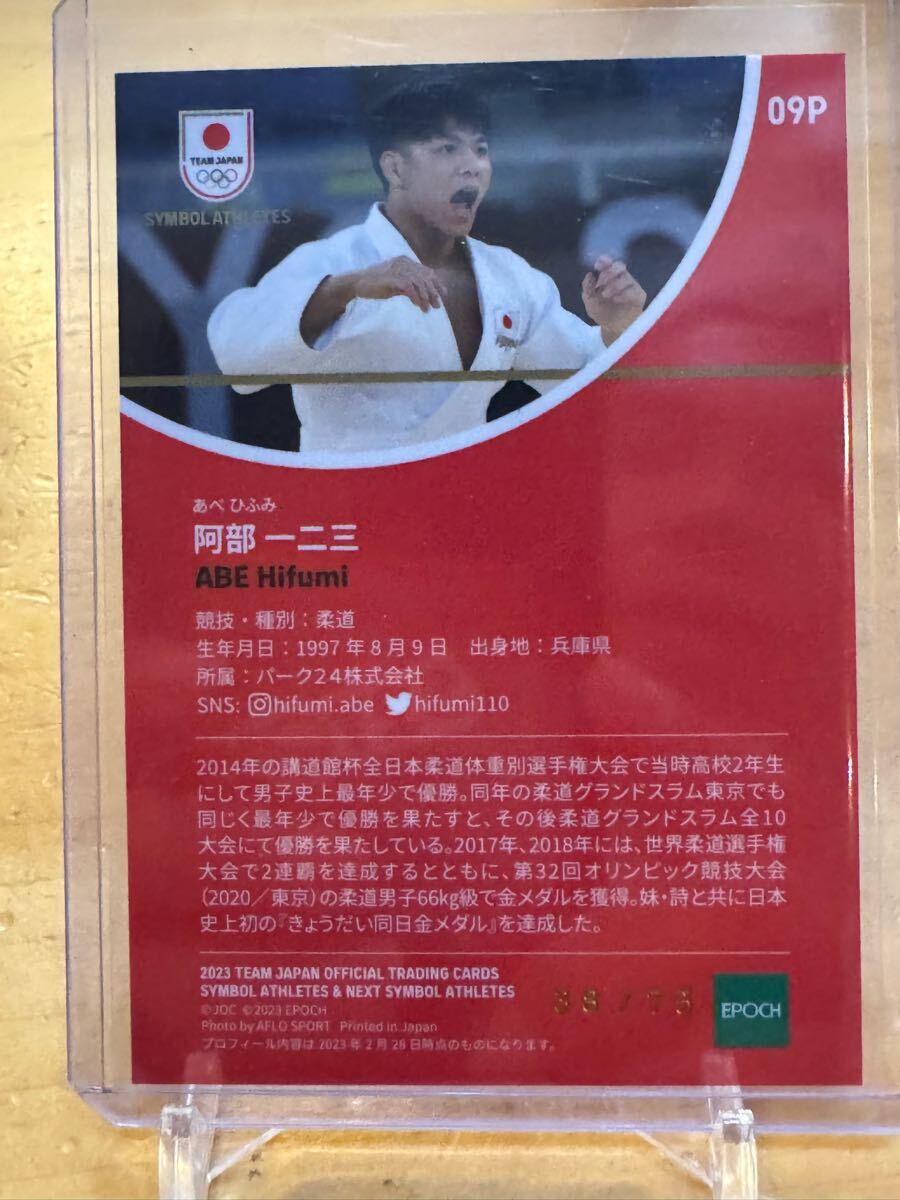 09P
TEAM JAPAN
SYMBOL ATHLETES
あべ ひふみ
阿部 一二三
ABE Hifumi
競技・種別：柔道
生年月日：1997年8月9日 出身地：兵庫県
所属：パーク24株式会社
SNS: hifumi.abe hifumi110
2014年の講道館杯全日本柔道体重別選手権大会で当時高校2年生
にして男子史上最年少で優勝。同年の柔道グランドスラム東京でも
同じく最年少で優勝を果たすと、その後柔道グランドスラム全10
大会にて優勝を果たしている。2017年、2018年には、世界柔道選手権
大会で2連覇を達成するとともに、第32回オリンピック競技大会
（2020／東京）の柔道男子66kg級で金メダルを獲得。妹・詩と共に日本
史上初の『きょうだい同日金メダル』を達成した。
2023 TEAM JAPAN OFFICIAL TRADING CARDS
SYMBOL ATHLETES & NEXT SYMBOL ATHLETES
©JOC ©2023 EPOCH
Photo by AFLO SPORT Printed in Japan
プロフィール内容は2023年2月28日時点のものになります。
EPOCH